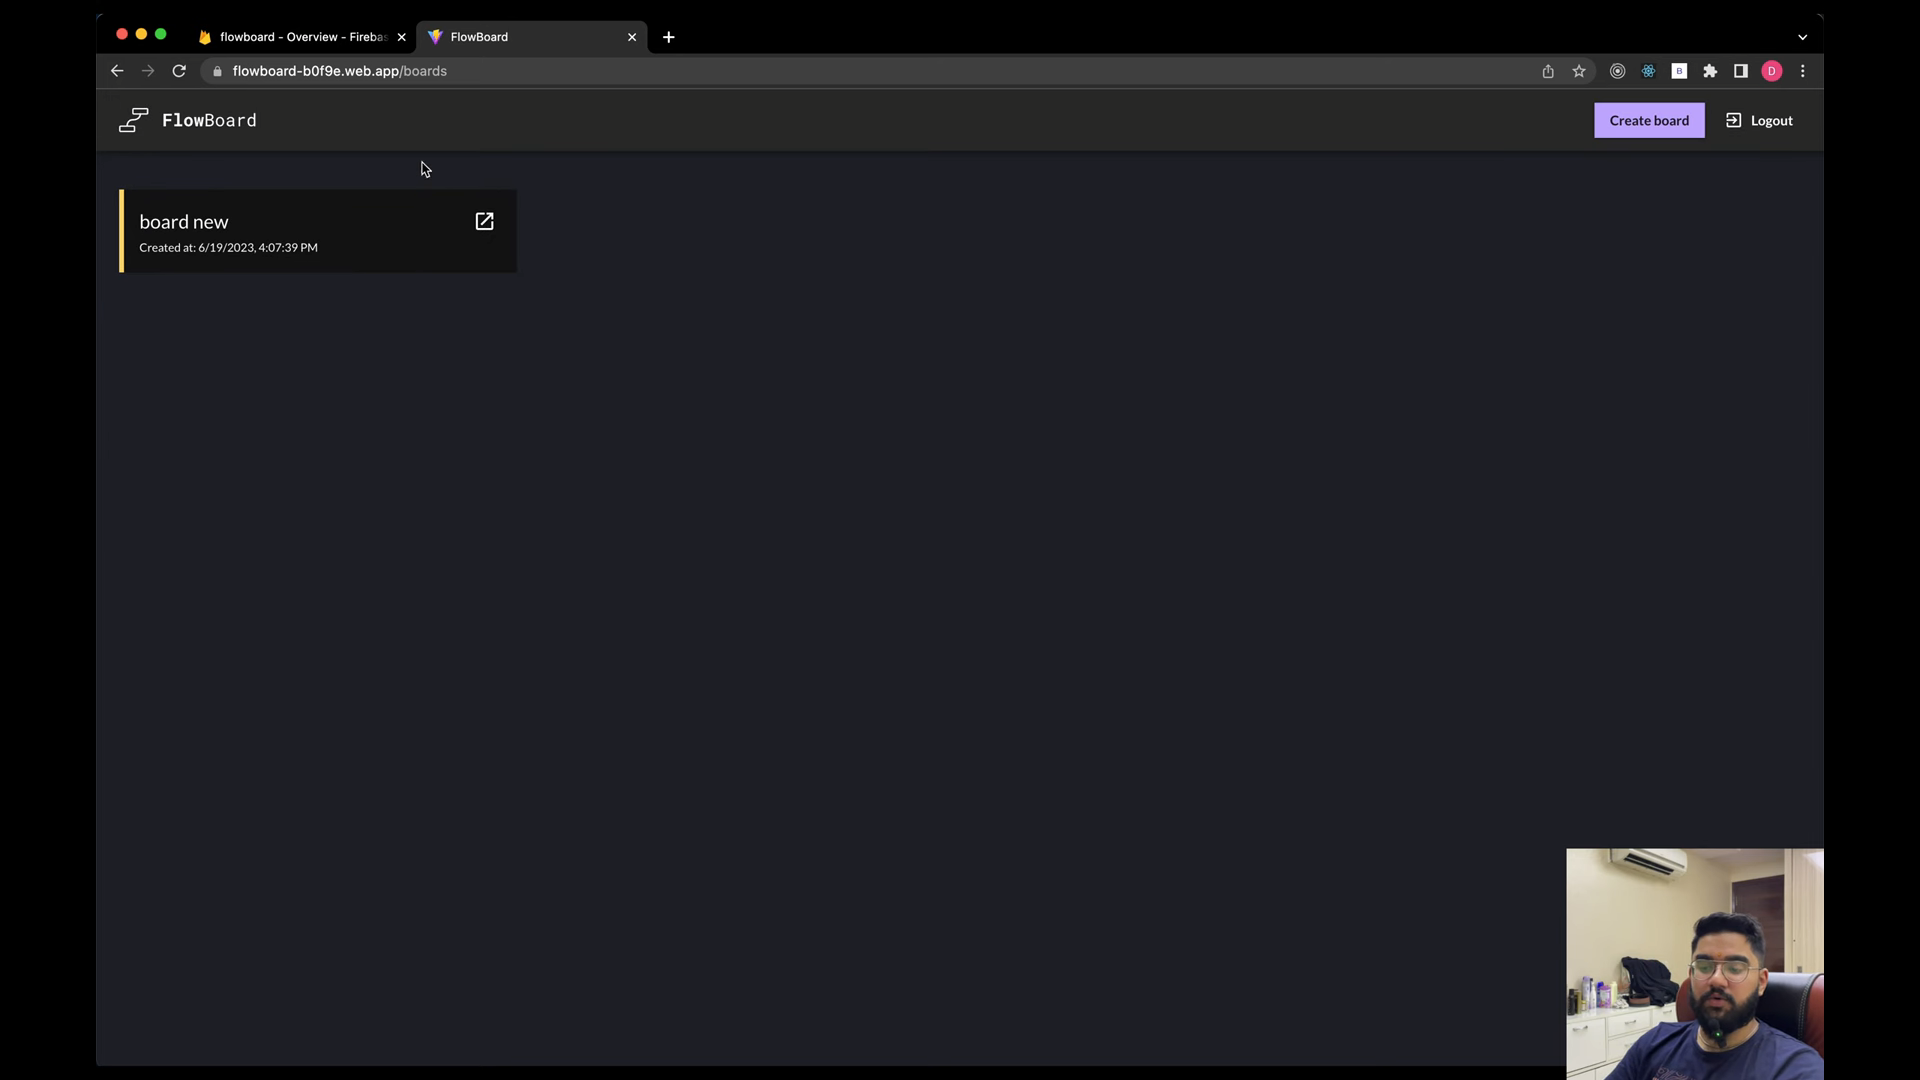 flowboard - Overview - Fireba
FlowBoard
flowboard-b0f9e.web.app/boards
D
FlowBoard
Create board
Logout
board new
Created at: 6/19/2023, 4:07:39 PM